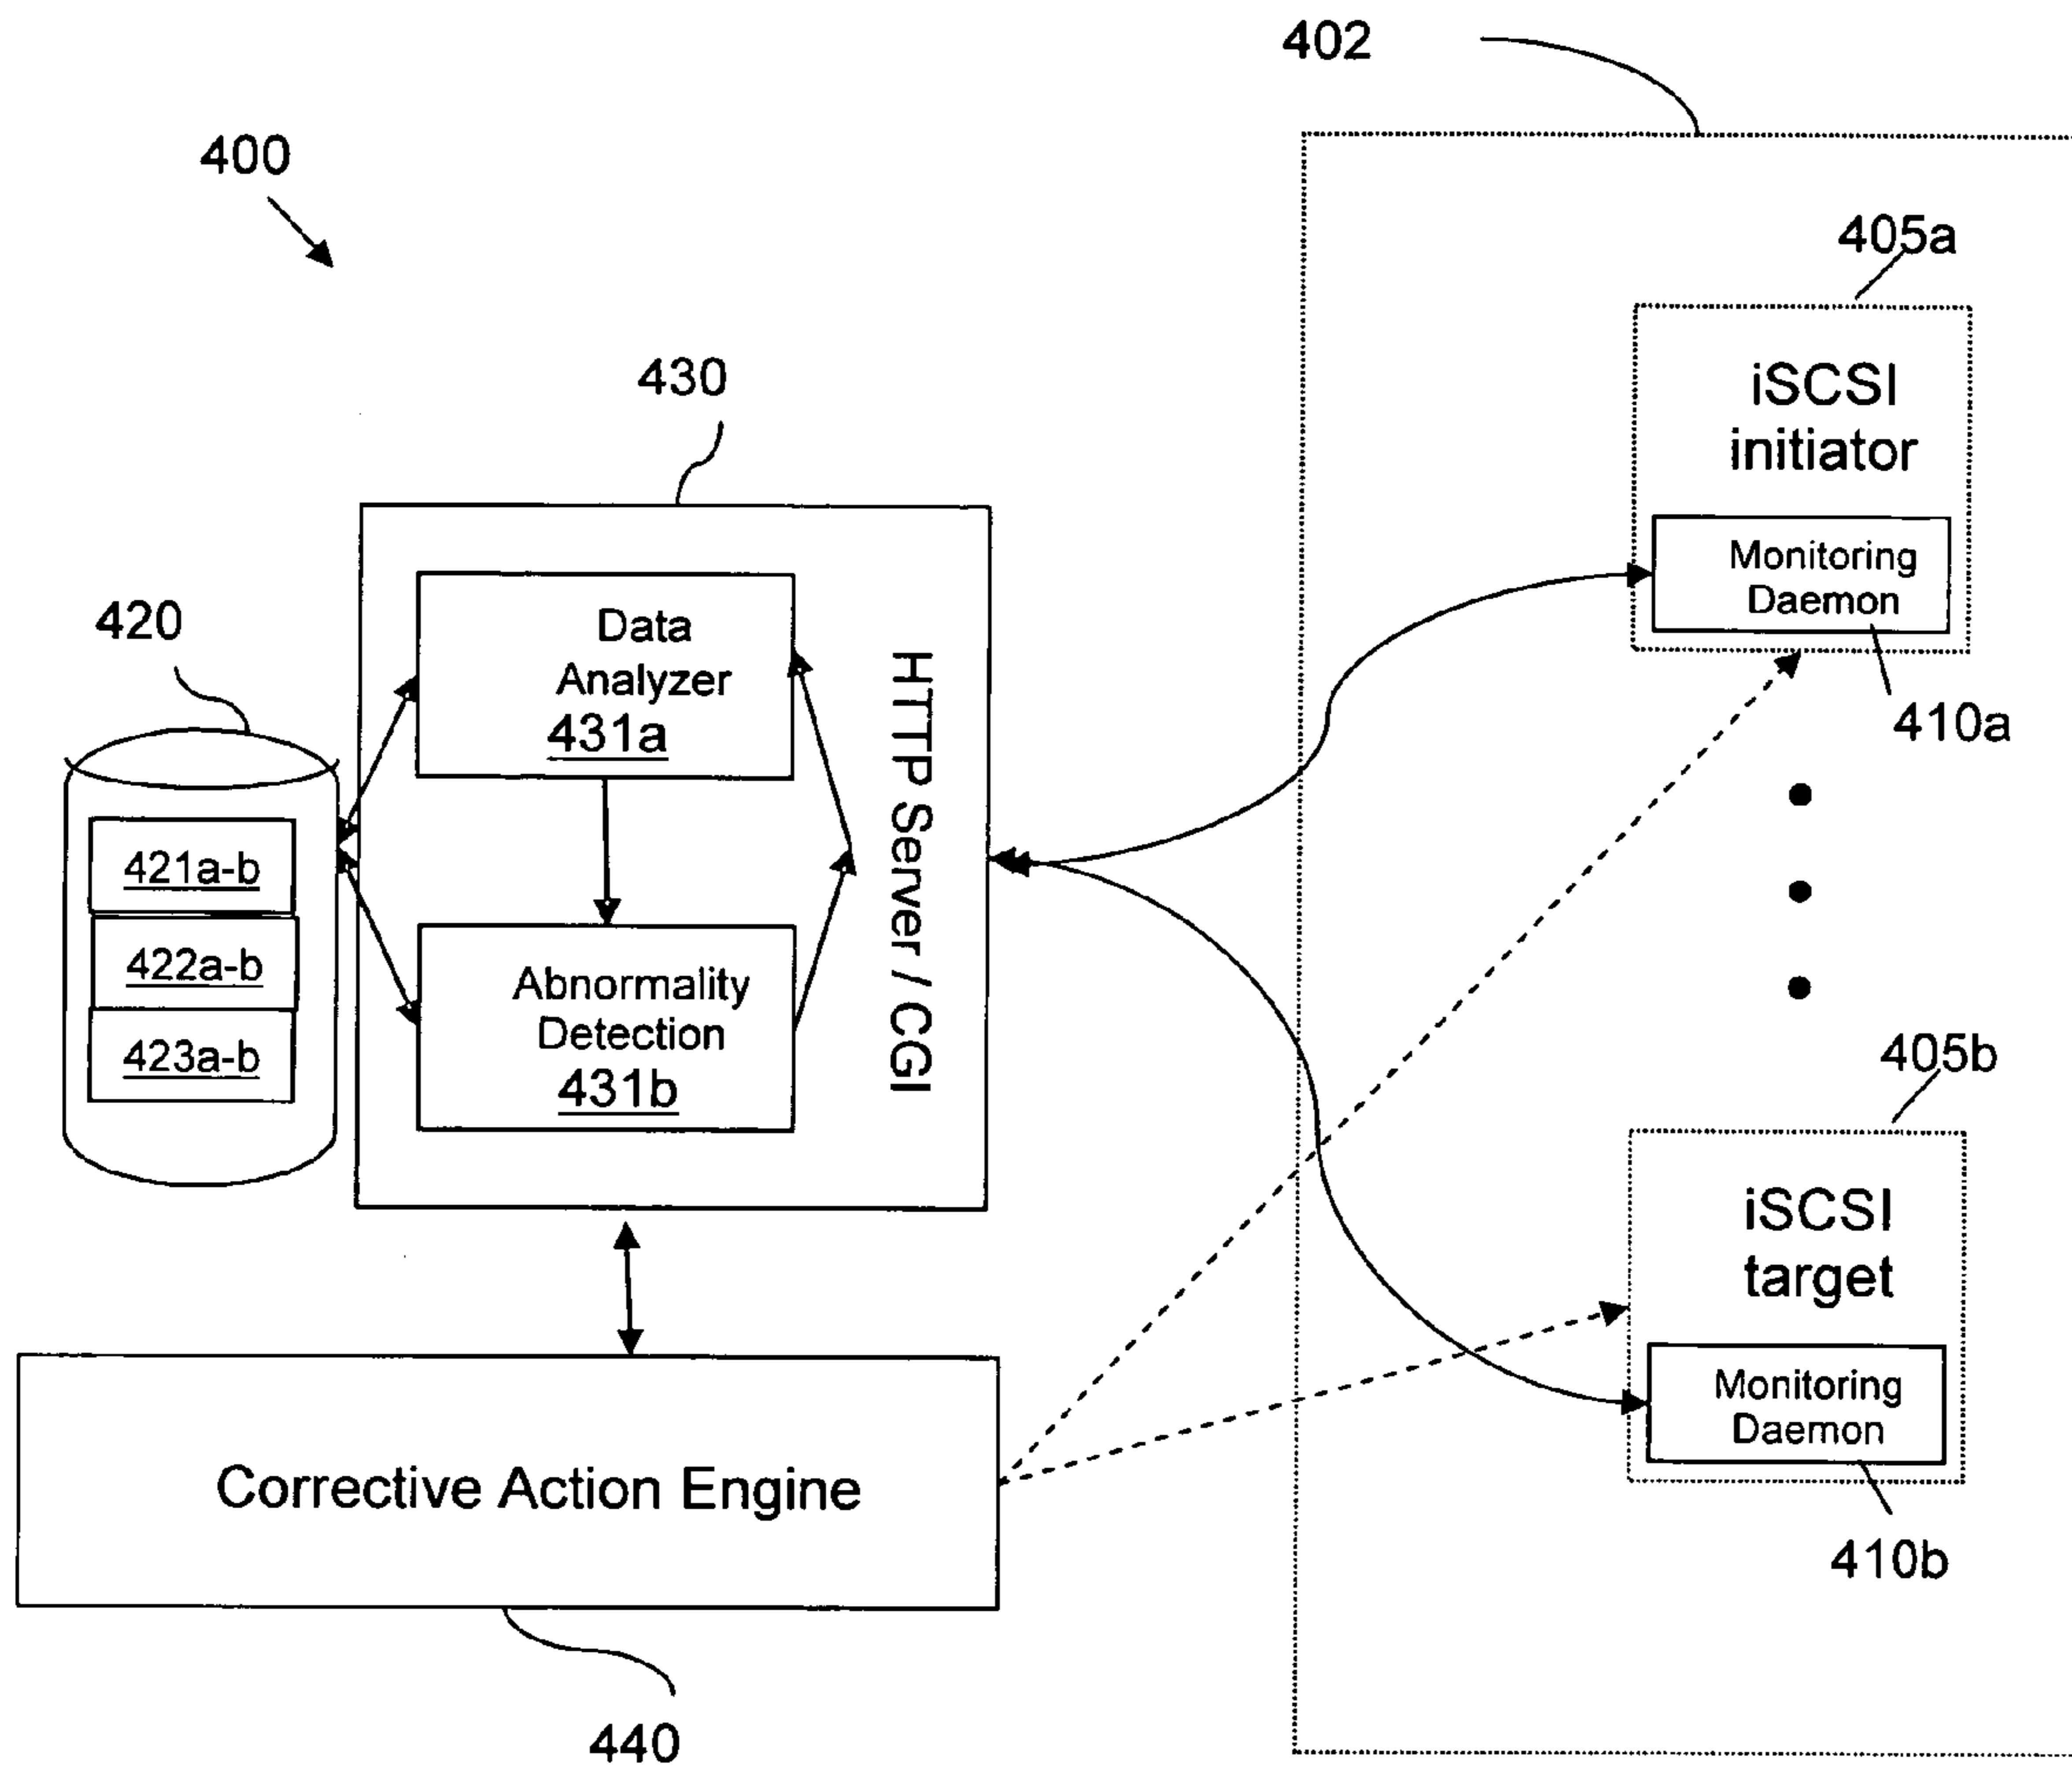 402
400
405a
iSCSI
initiator
Monitoring
Daemon
410a
430
Data
Analyzer
431a
HTTP Server / CGI
420
421a-b
422a-b
423a-b
Abnormality
Detection
431b
405b
iSCSI
target
Monitoring
Daemon
410b
Corrective Action Engine
440